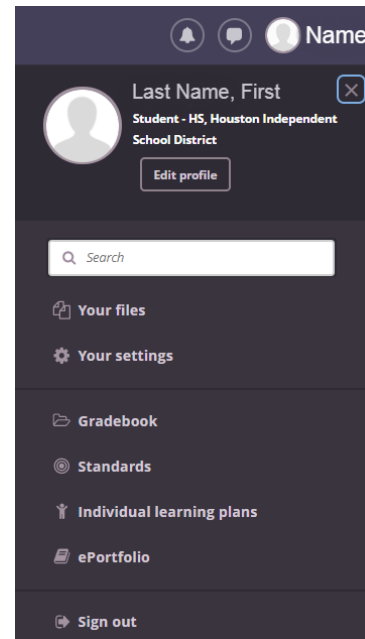 Name
Last Name, First
Student - HS, Houston Independent
School District
Edit profile
Search
Your files
Your settings
Gradebook
Standards
Individual learning plans
ePortfolio
Sign out